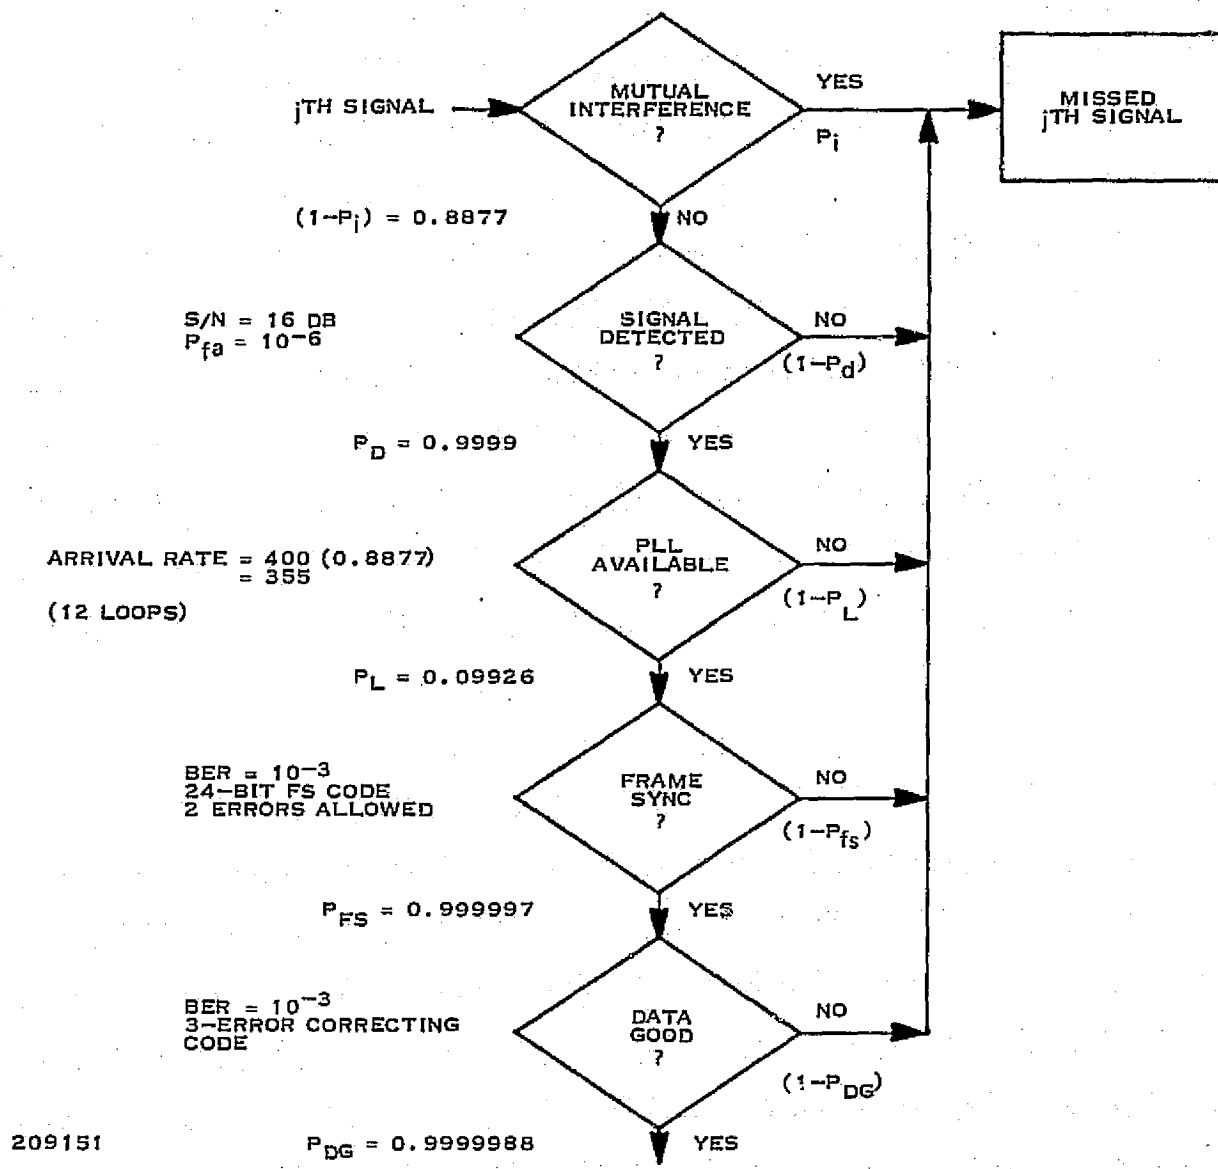 MUTUAL
INTERFERENCE
?
jTH SIGNAL
YES
Pi
MISSED
jTH SIGNAL
(1-Pi) = 0.8877
NO
S/N = 16 DB
Pfa = 10-6
SIGNAL
DETECTED
?
NO
(1-Pd)
PD = 0.9999
YES
ARRIVAL RATE = 400 (0.8877)
= 355
(12 LOOPS)
PLL
AVAILABLE
?
NO
(1-PL)
PL = 0.09926
YES
BER = 10-3
24-BIT FS CODE
2 ERRORS ALLOWED
FRAME
SYNC
?
NO
(1-Pfs)
PFS = 0.999997
YES
BER = 10-3
3-ERROR CORRECTING
CODE
DATA
GOOD
?
NO
(1-PDG)
209151
PDG = 0.9999988
YES